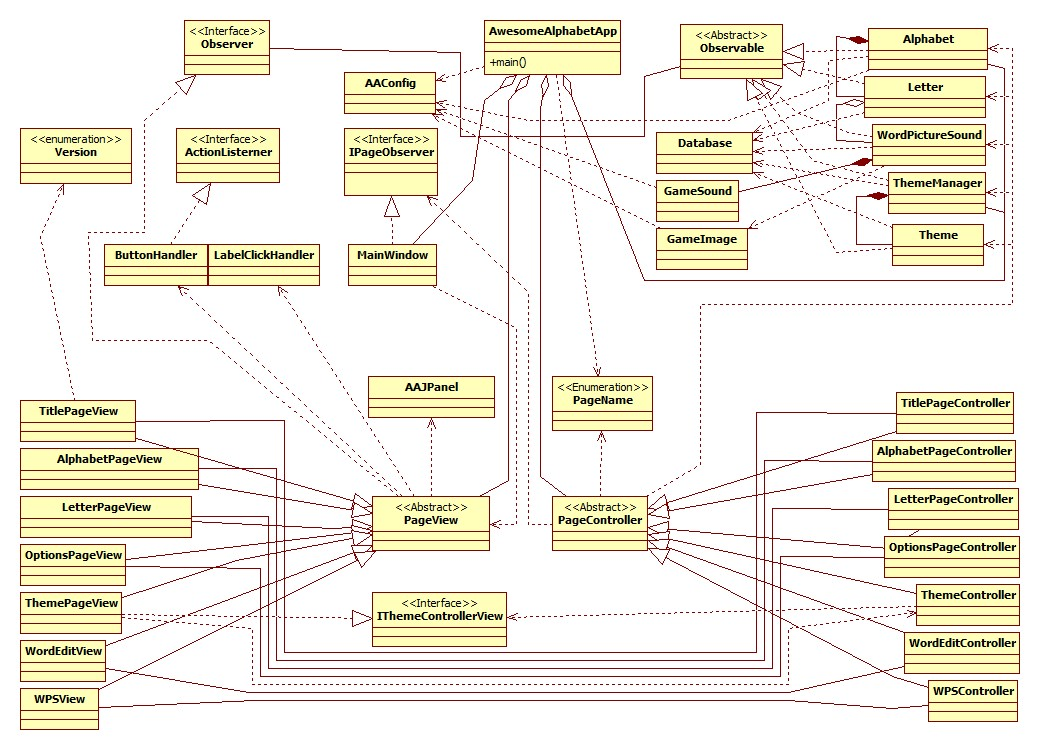 <<Interface>>
Observer
AwesomeAlphabetApp
+main()
<<Abstract>>
Observable
Alphabet
AAConfig
Letter
<<enumeration>>
Version
<<Interface>>
ActionListerner
<<Interface>>
IPageObserver
Database
WordPictureSound
GameSound
ThemeManager
GameImage
Theme
ButtonHandler
LabelClickHandler
MainWindow
AAJPanel
<<Enumeration>>
PageName
TitlePageView
TitlePageController
AlphabetPageView
AlphabetPageController
LetterPageView
<<Abstract>>
PageView
<<Abstract>>
PageController
LetterPageController
OptionsPageView
OptionsPageController
ThemePageView
<<Interface>>
IThemeControllerView
ThemeController
WordEditView
WordEditController
WPSView
WPSController